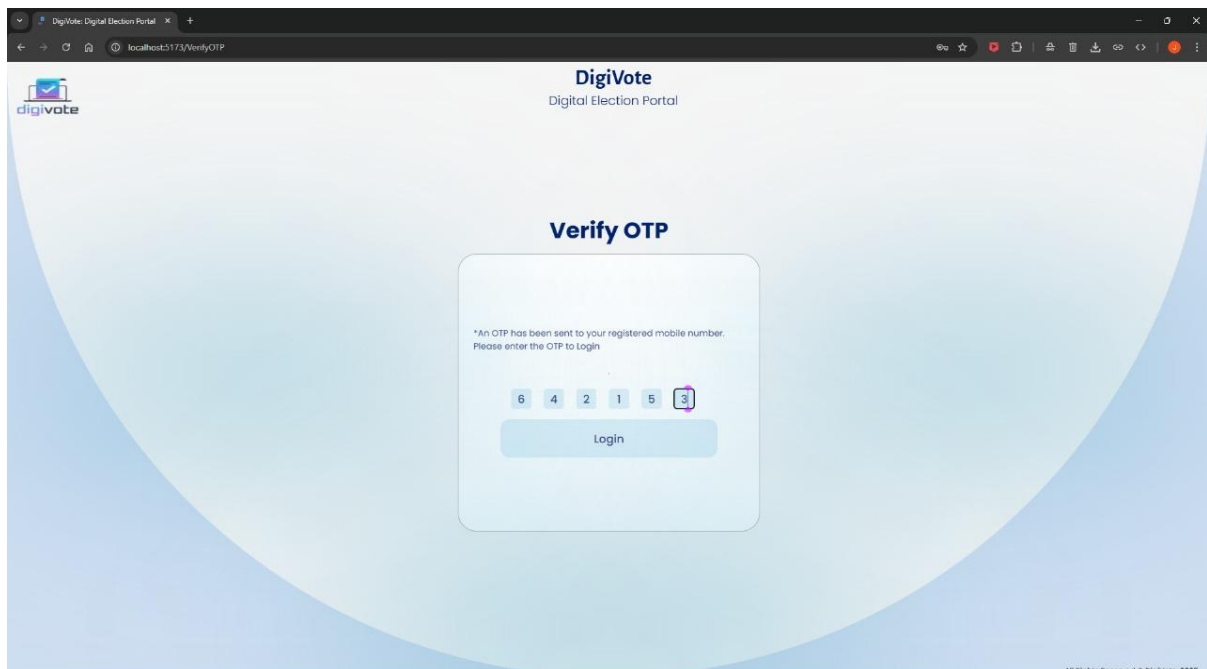 DigiVote: Digital Election Portal
localhost:5173/VerifyOTP
digivote
DigiVote
Digital Election Portal
Verify OTP
*An OTP has been sent to your registered mobile number.
Please enter the OTP to Login
6 4 2 1 5 3
Login